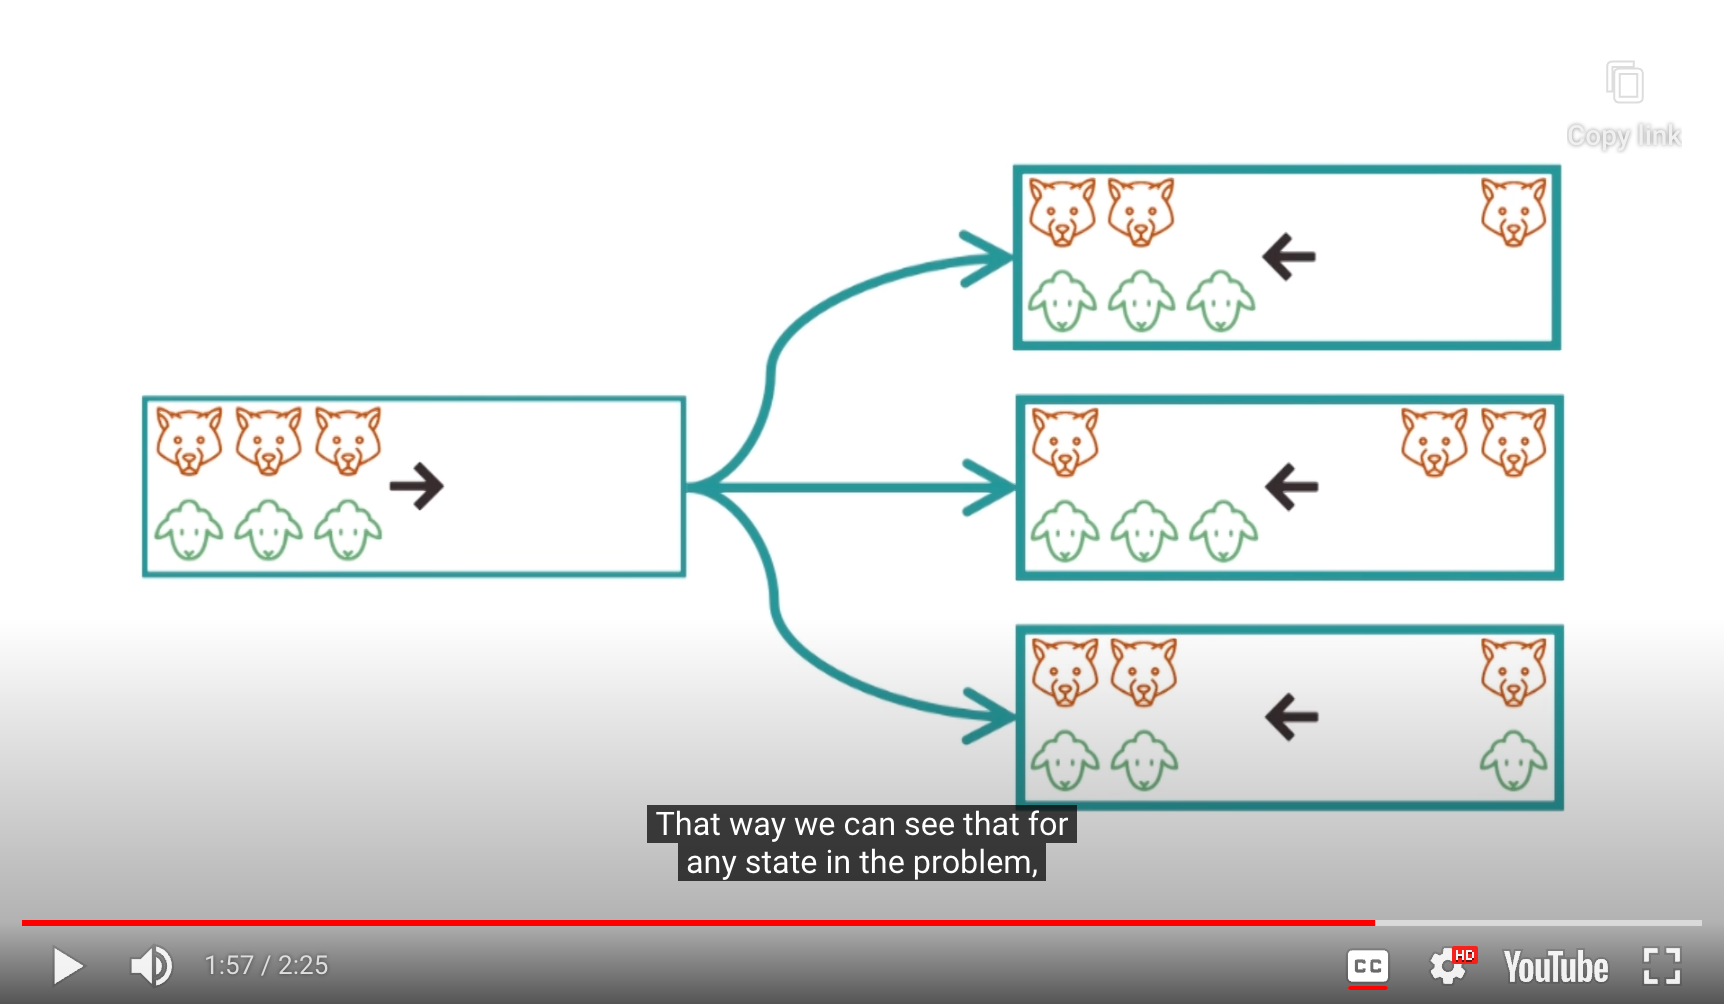 Copy link
That way we can see that for
any state in the problem,
1:57 / 2:25
CC
HD
YouTube